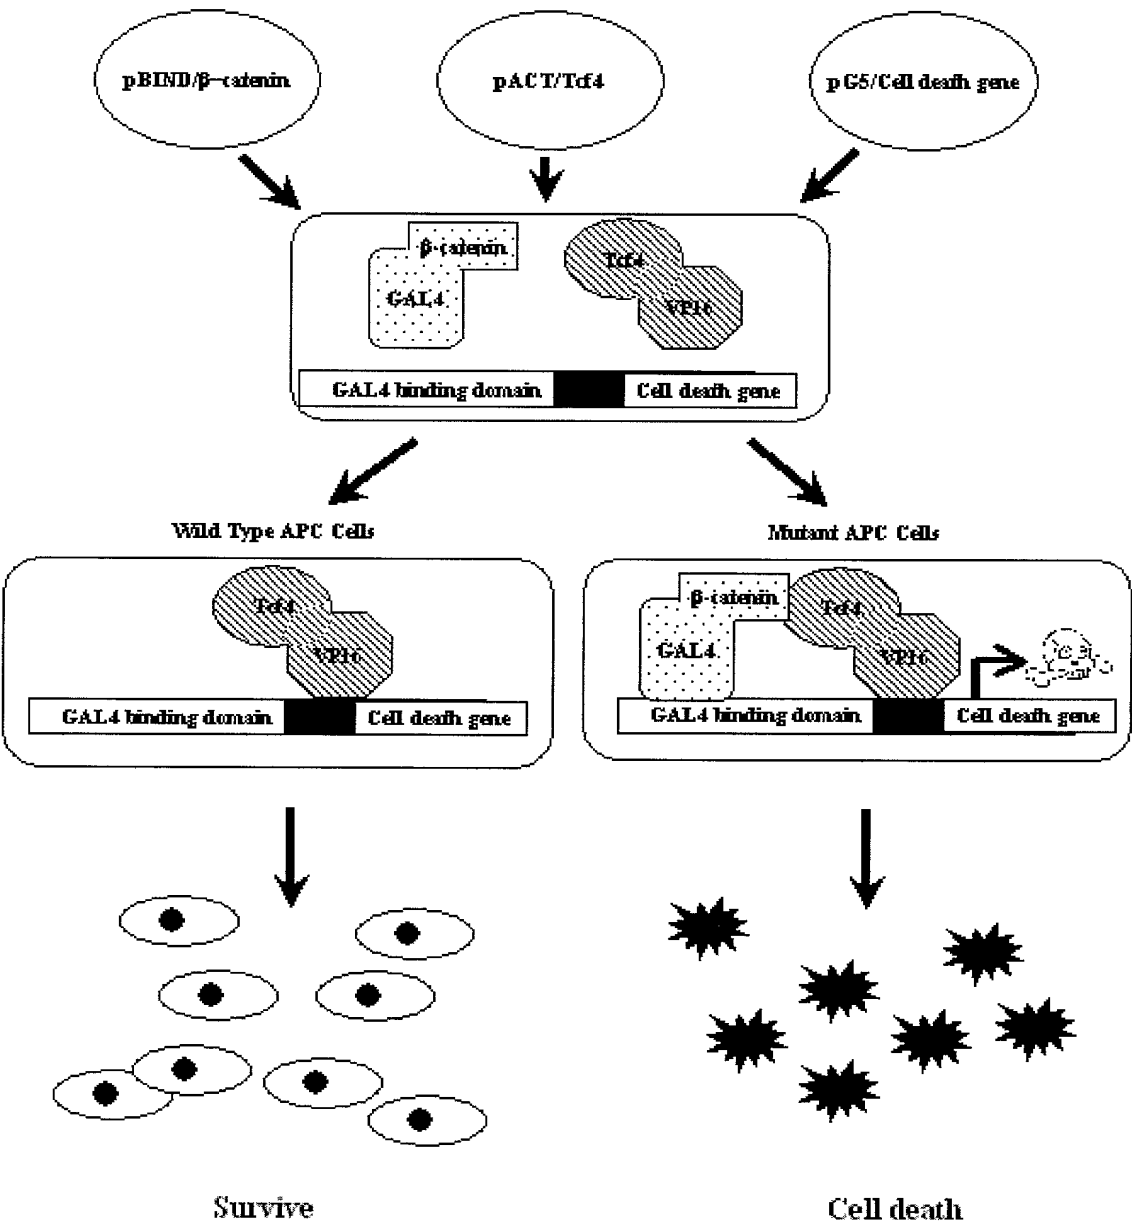 pBIND/β-catenin
pACT/Tcf4
pG5/Cell death gene
β-catenin
Tcf4
GAL4
VP16
GAL4 binding domain
Cell death gene
Wild Type APC Cells
Mutant APC Cells
Tcf4
VP16
GAL4 binding domain
Cell death gene
β-catenin
Tcf4
GAL4
VP16
GAL4 binding domain
Cell death gene
Survive
Cell death